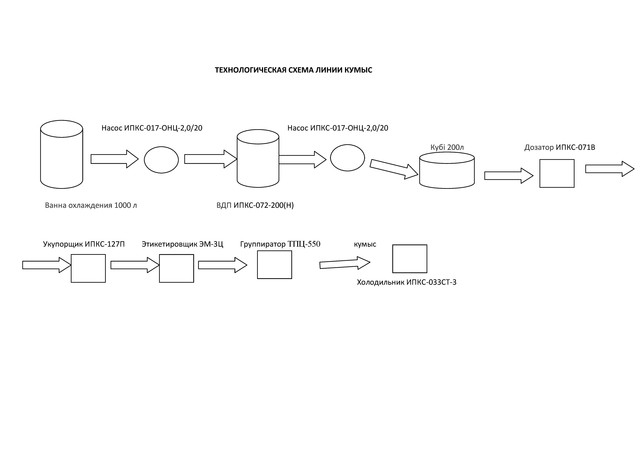 ТЕХНОЛОГИЧЕСКАЯ СХЕМА ЛИНИИ КУМЫС
Насос ИПКС-017-ОНЦ-2,0/20
Насос ИПКС-017-ОНЦ-2,0/20
Кубі 200л
Дозатор ИПКС-071В
Ванна охлаждения 1000 л
ВДП ИПКС-072-200(Н)
Укупорщик ИПКС-127П
Этикетировщик ЭМ-3Ц
Группиратор ТПЦ-550
кумыс
Холодильник ИПКС-033СТ-3